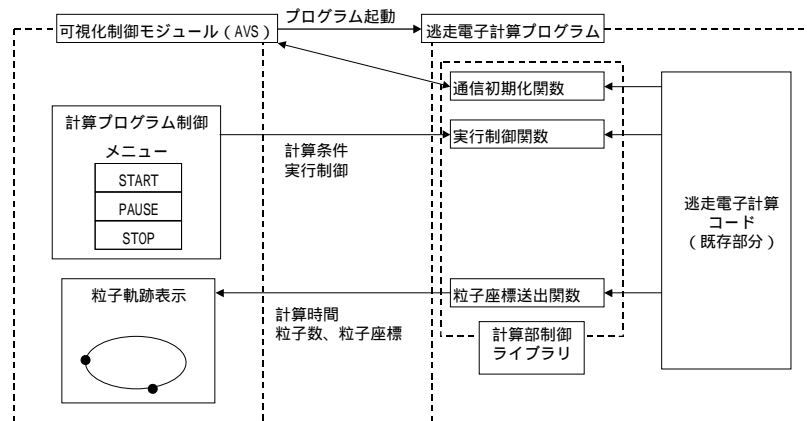 可視化制御モジュール（AVS）
プログラム起動
逃走電子計算プログラム
通信初期化関数
計算プログラム制御
メニュー
START
PAUSE
STOP
計算条件
実行制御
実行制御関数
逃走電子計算
コード
（既存部分）
粒子軌跡表示
計算時間
粒子数、粒子座標
粒子座標送出関数
計算部制御
ライブラリ